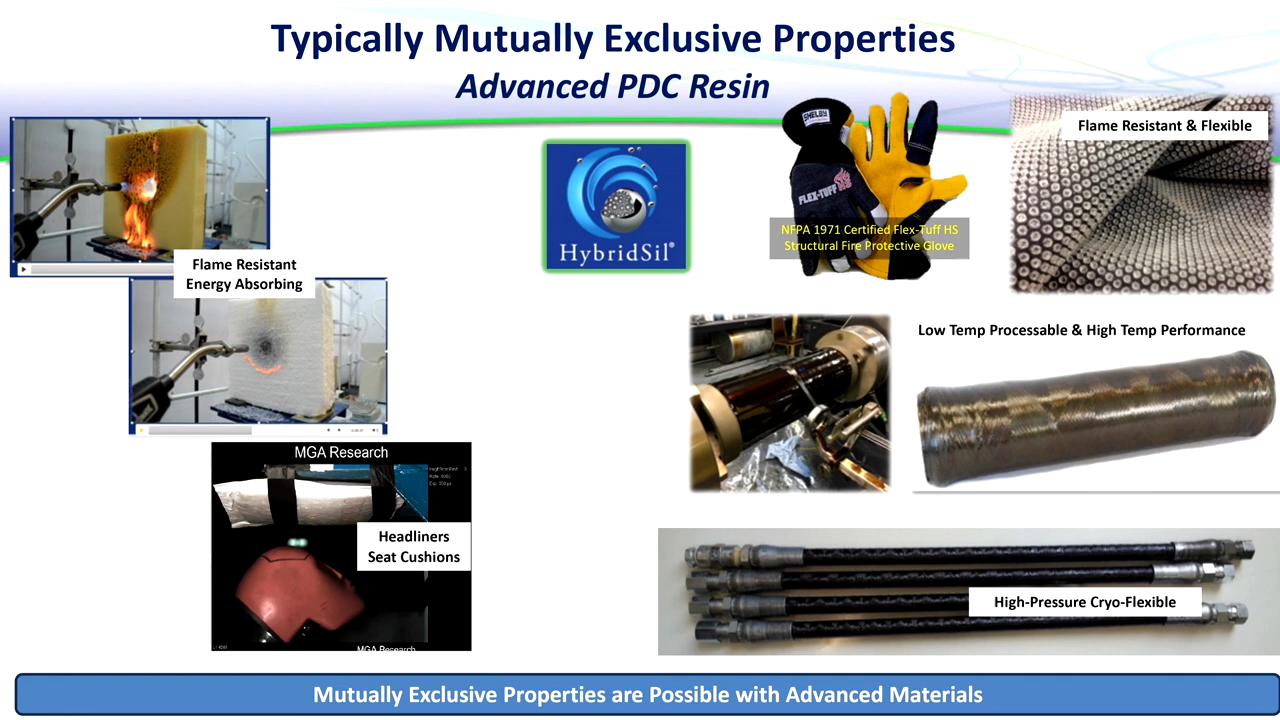 Typically Mutually Exclusive Properties
Advanced PDC Resin
Flame Resistant
Energy Absorbing
HybridSil®
SHELBY
FLEX-TUFF HS
NFPA 1971 Certified Flex-Tuff HS
Structural Fire Protective Glove
Flame Resistant & Flexible
Low Temp Processable & High Temp Performance
MGA Research
Headliners
Seat Cushions
MGA Research
High-Pressure Cryo-Flexible
Mutually Exclusive Properties are Possible with Advanced Materials